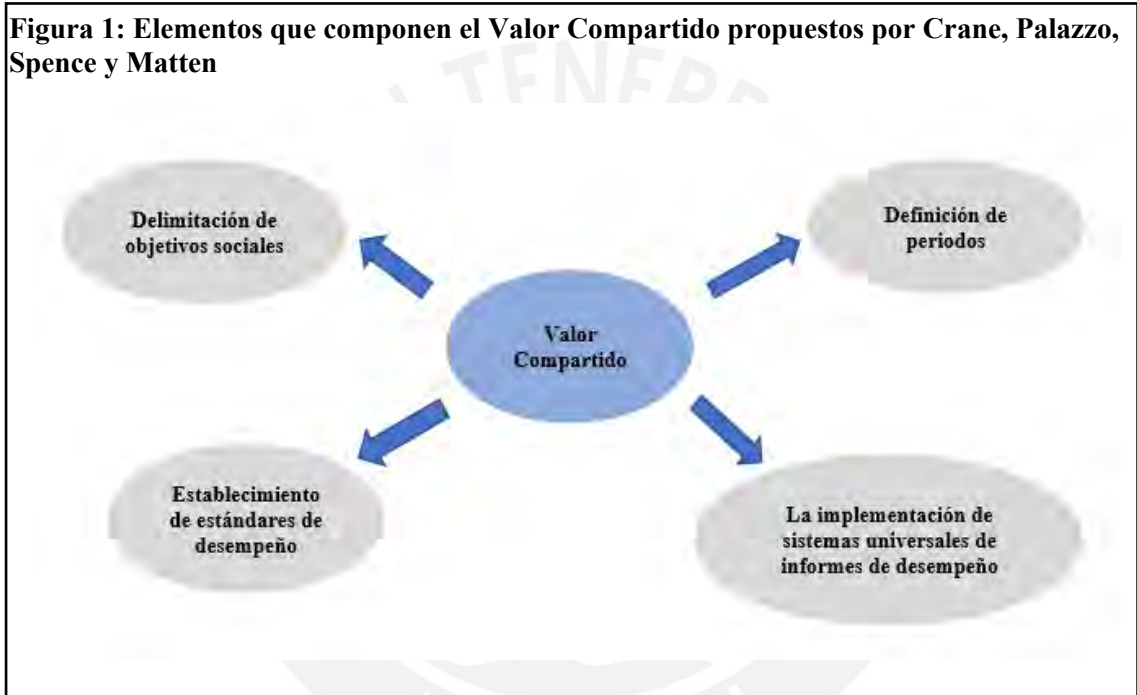 Figura 1: Elementos que componen el Valor Compartido propuestos por Crane, Palazzo,
Spence y Matten
Delimitación de
objetivos sociales
Definición de
periodos
Valor
Compartido
Establecimiento
de estándares de
desempeño
La implementación de
sistemas universales de
informes de desempeño